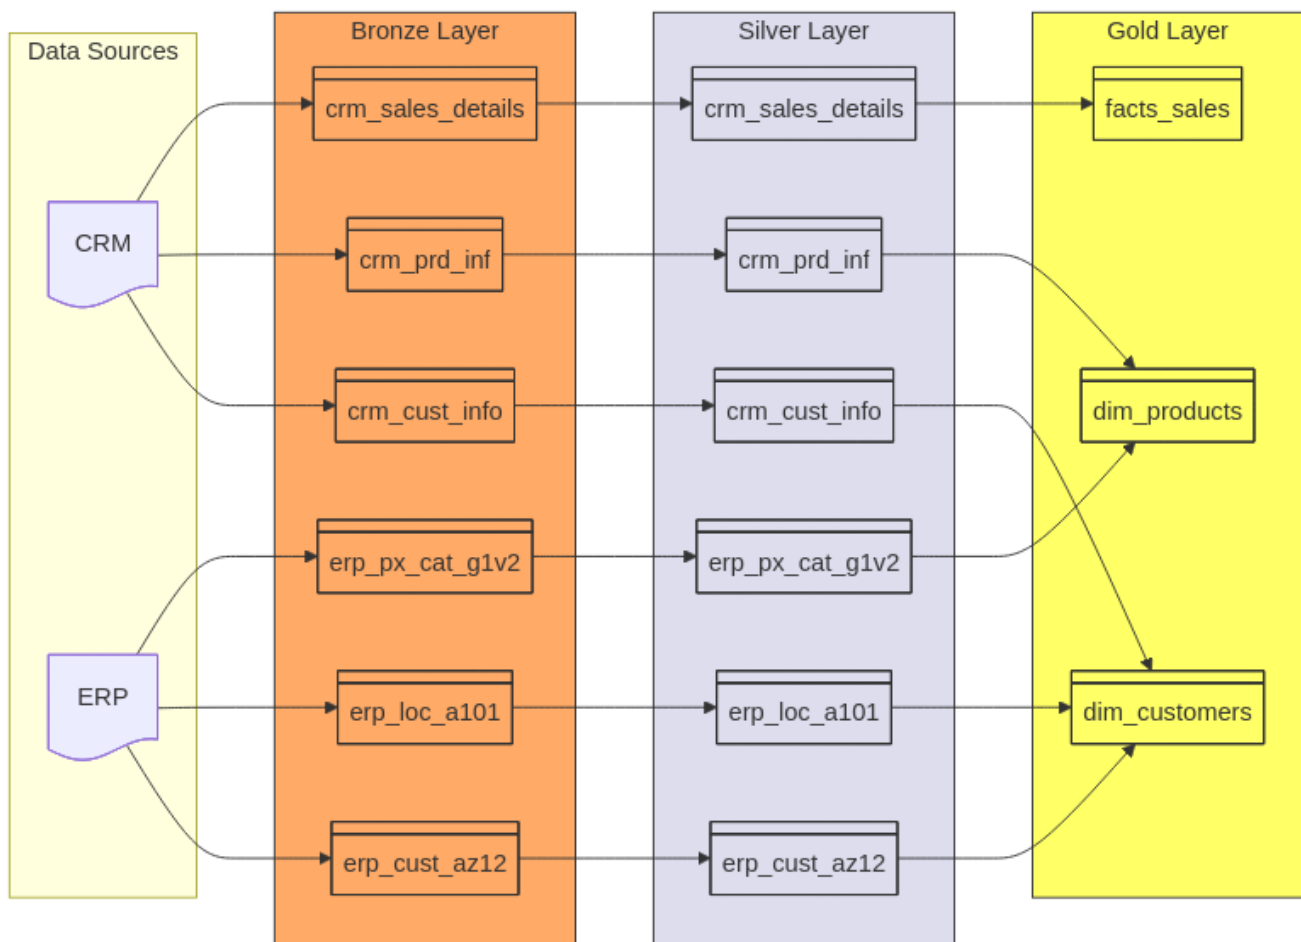 Data Sources
CRM
ERP
Bronze Layer
crm_sales_details
crm_prd_inf
crm_cust_info
erp_px_cat_g1v2
erp_loc_a101
erp_cust_az12
Silver Layer
crm_sales_details
crm_prd_inf
crm_cust_info
erp_px_cat_g1v2
erp_loc_a101
erp_cust_az12
Gold Layer
facts_sales
dim_products
dim_customers